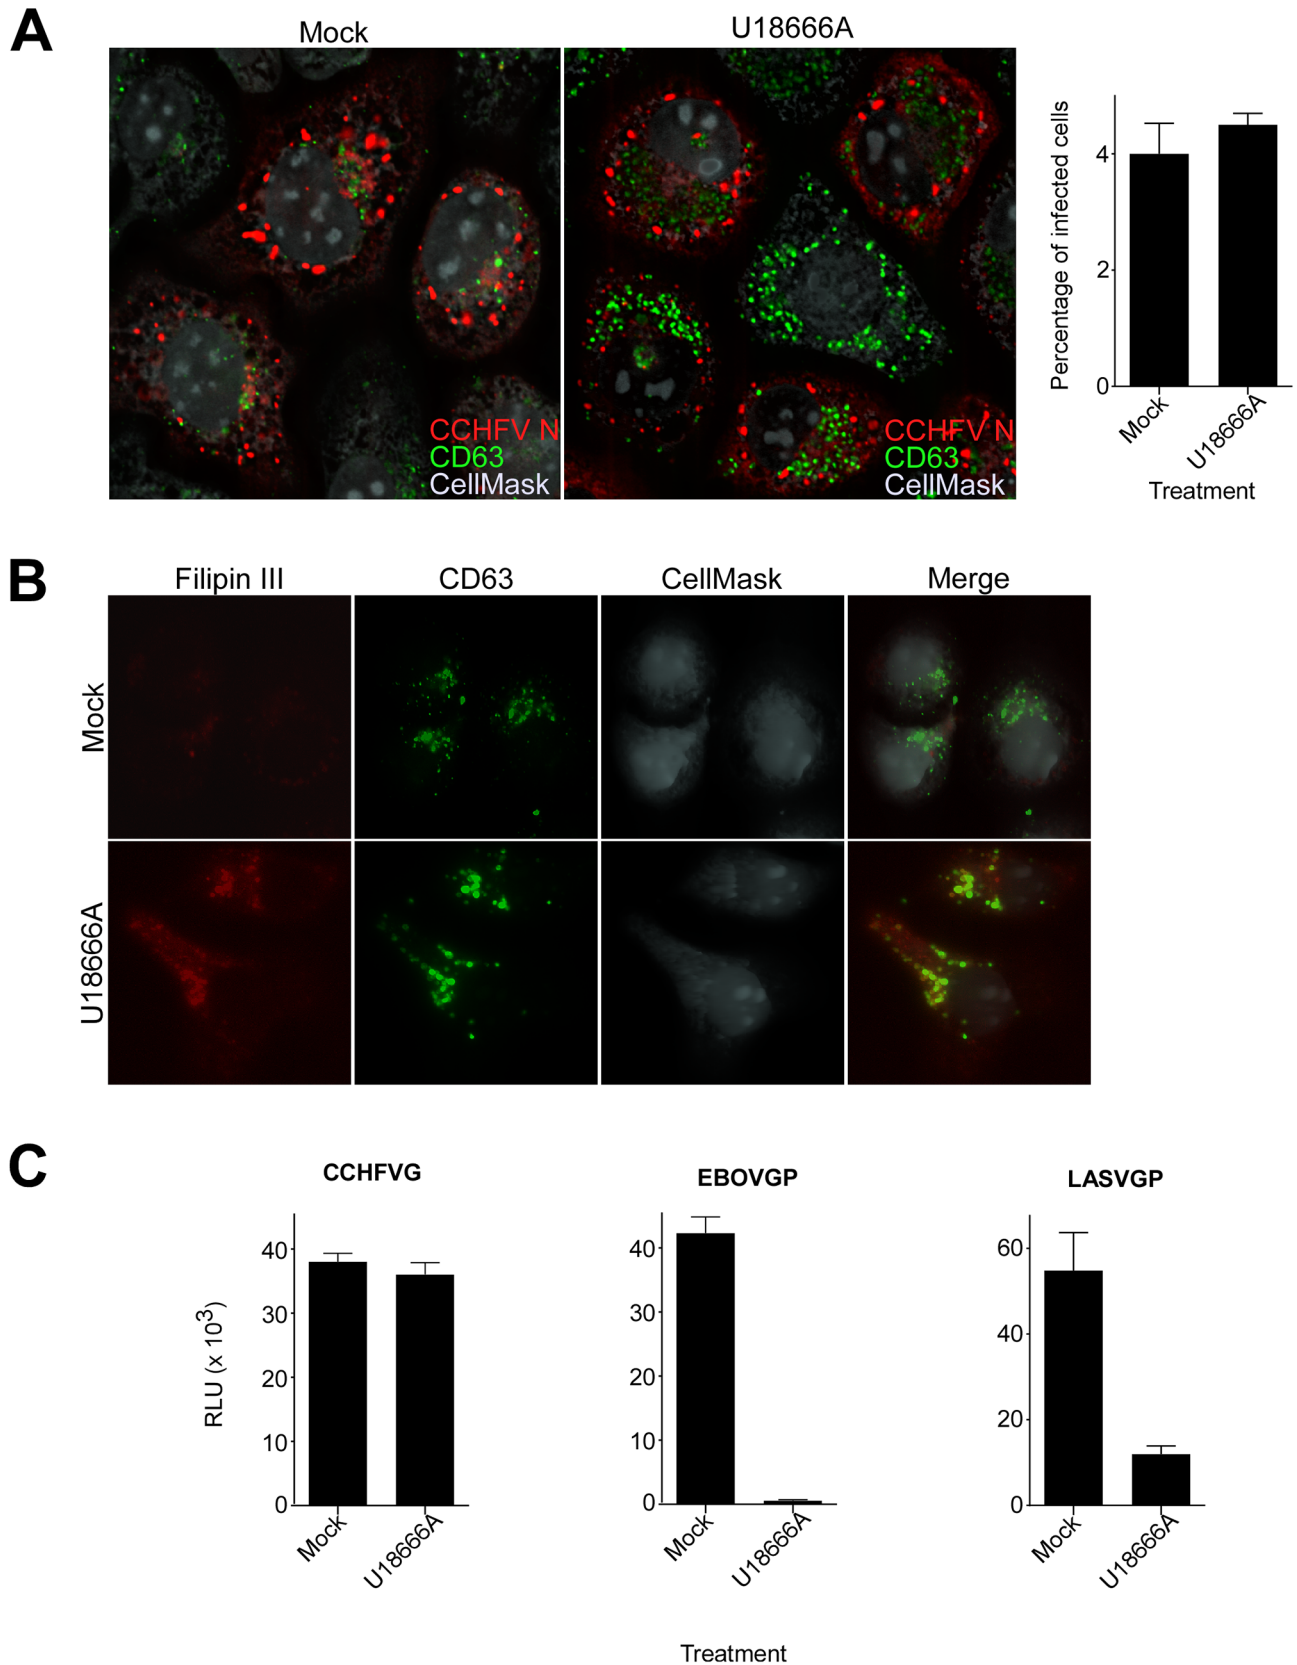 A
Mock
U18666A
CCHFV N
CD63
CellMask
CCHFV N
CD63
CellMask
Percentage of infected cells
4
2
0
Mock
U18666A
Treatment
B
Filipin III
CD63
CellMask
Merge
Mock
U18666A
C
CCHFVG
EBOVGP
LASVGP
RLU (x 10³)
40
30
20
10
0
Mock
U18666A
40
30
20
10
0
Mock
U18666A
60
40
20
0
Mock
U18666A
Treatment